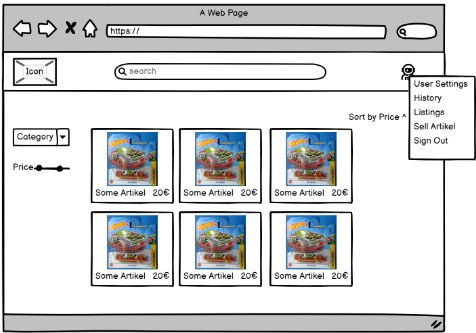 A Web Page
https://
Icon
search
User Settings
History
Listings
Sell Artikel
Sign Out
Sort by Price ^
Category
Price
Some Artikel 20€
Some Artikel 20€
Some Artikel 20€
Some Artikel 20€
Some Artikel 20€
Some Artikel 20€